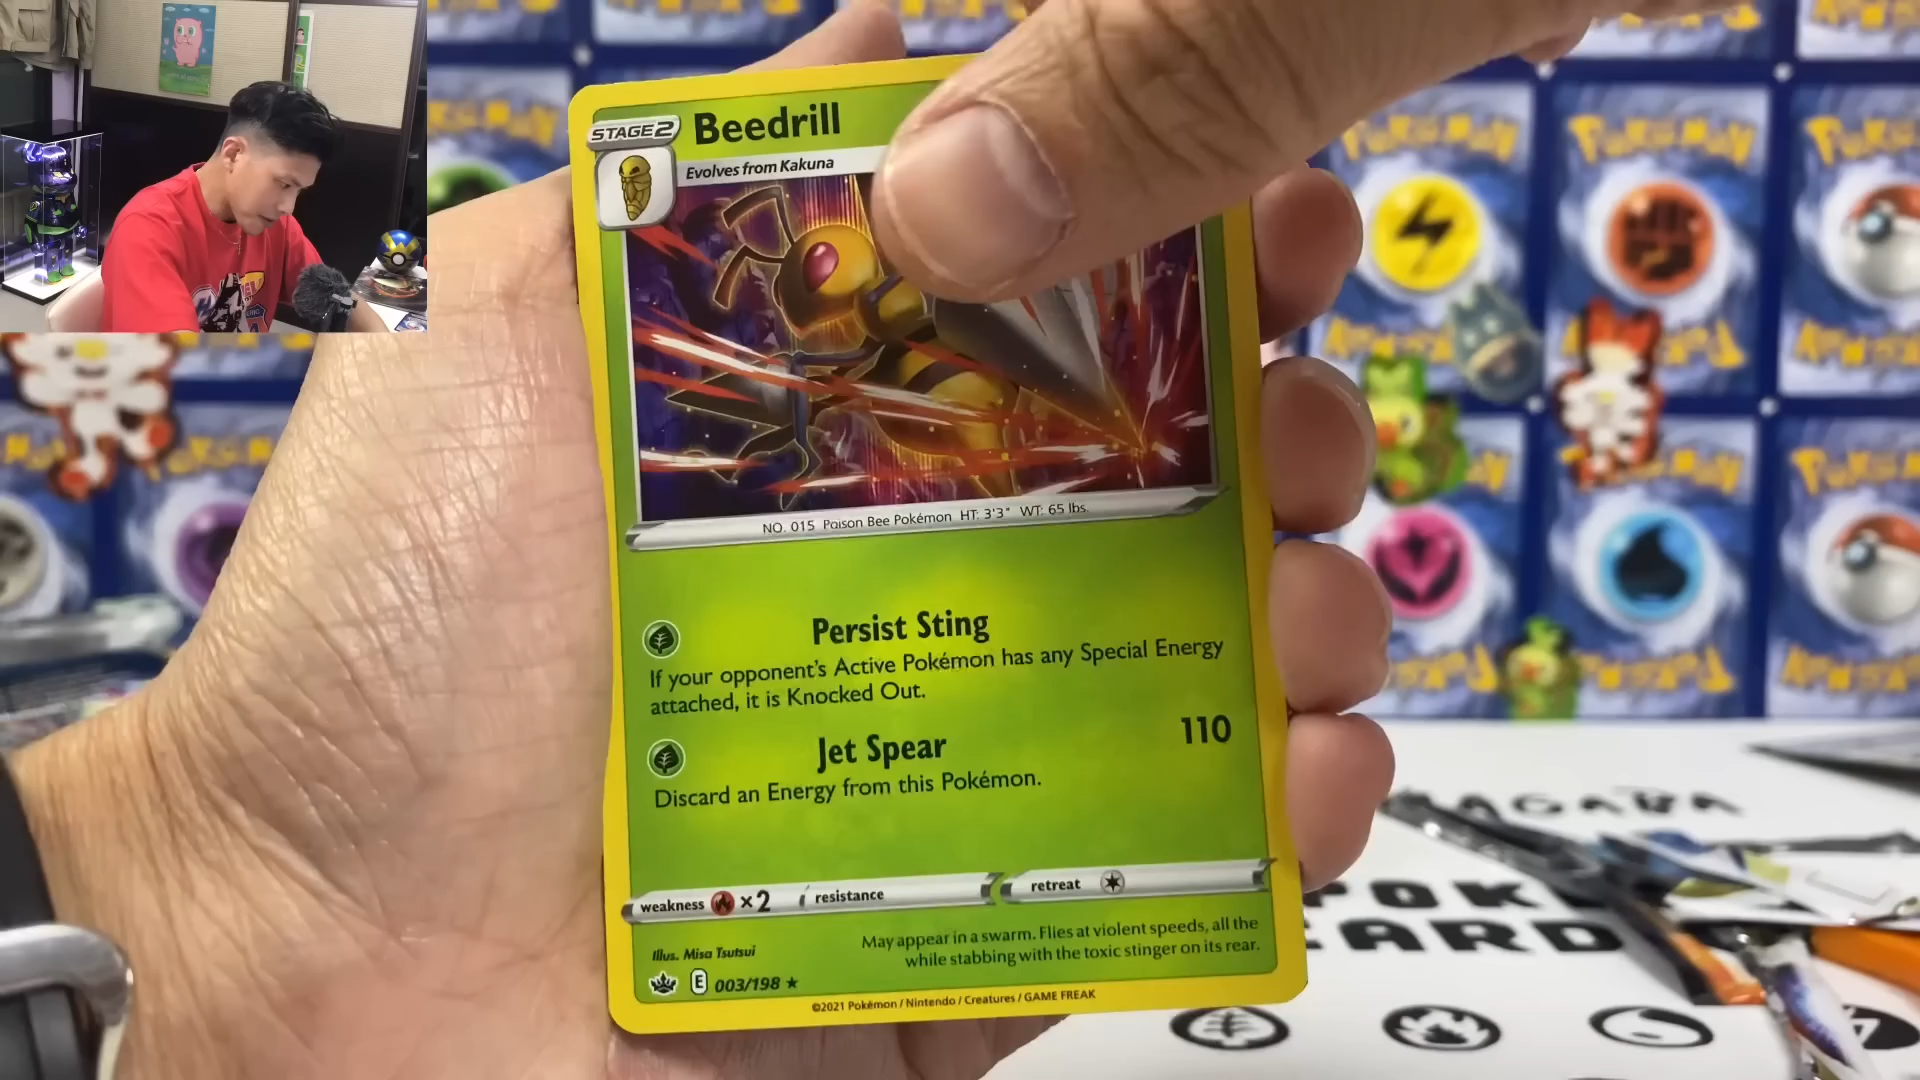 STAGE2
Beedrill
Evolves from Kakuna
NO. 015 Poison Bee Pokémon HT: 3'3" WT: 65 lbs.
Persist Sting
If your opponent's Active Pokémon has any Special Energy
attached, it is Knocked Out.
Jet Spear 110
Discard an Energy from this Pokémon.
weakness ×2 resistance retreat
Illus. Misa Tsutsui
May appear in a swarm. Flies at violent speeds, all the
while stabbing with the toxic stinger on its rear.
E 003/198 ★
©2021 Pokémon / Nintendo / Creatures / GAME FREAK